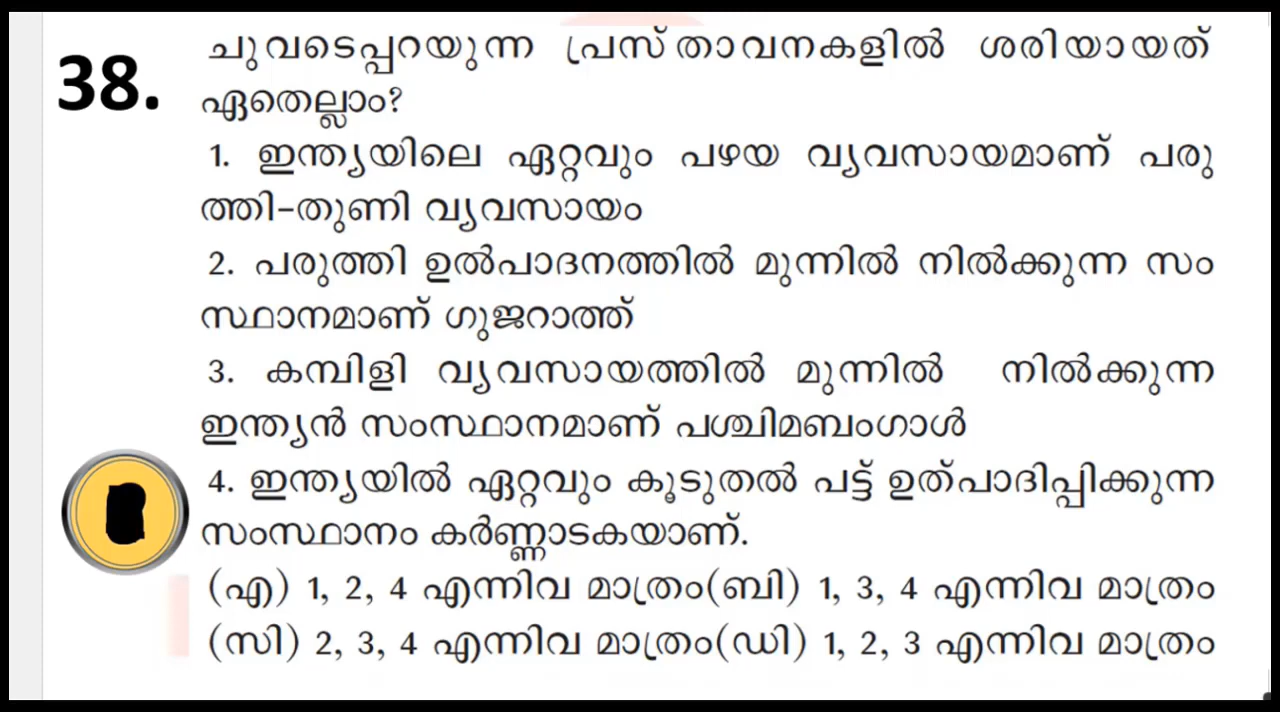 38.
ചുവടെപ്പറയുന്ന പ്രസ്താവനകളിൽ ശരിയായത്
ഏതെല്ലാം?
1. ഇന്ത്യയിലെ ഏറ്റവും പഴയ വ്യവസായമാണ് പരു
ത്തി-തുണി വ്യവസായം
2. പരുത്തി ഉൽപാദനത്തിൽ മുന്നിൽ നിൽക്കുന്ന സം
സ്ഥാനമാണ് ഗുജറാത്ത്
3. കമ്പിളി വ്യവസായത്തിൽ മുന്നിൽ നിൽക്കുന്ന
ഇന്ത്യൻ സംസ്ഥാനമാണ് പശ്ചിമബംഗാൾ
4. ഇന്ത്യയിൽ ഏറ്റവും കൂടുതൽ പട്ട് ഉത്പാദിപ്പിക്കുന്ന
സംസ്ഥാനം കർണ്ണാടകയാണ്.
(എ) 1, 2, 4 എന്നിവ മാത്രം(ബി) 1, 3, 4 എന്നിവ മാത്രം
(സി) 2, 3, 4 എന്നിവ മാത്രം(ഡി) 1, 2, 3 എന്നിവ മാത്രം